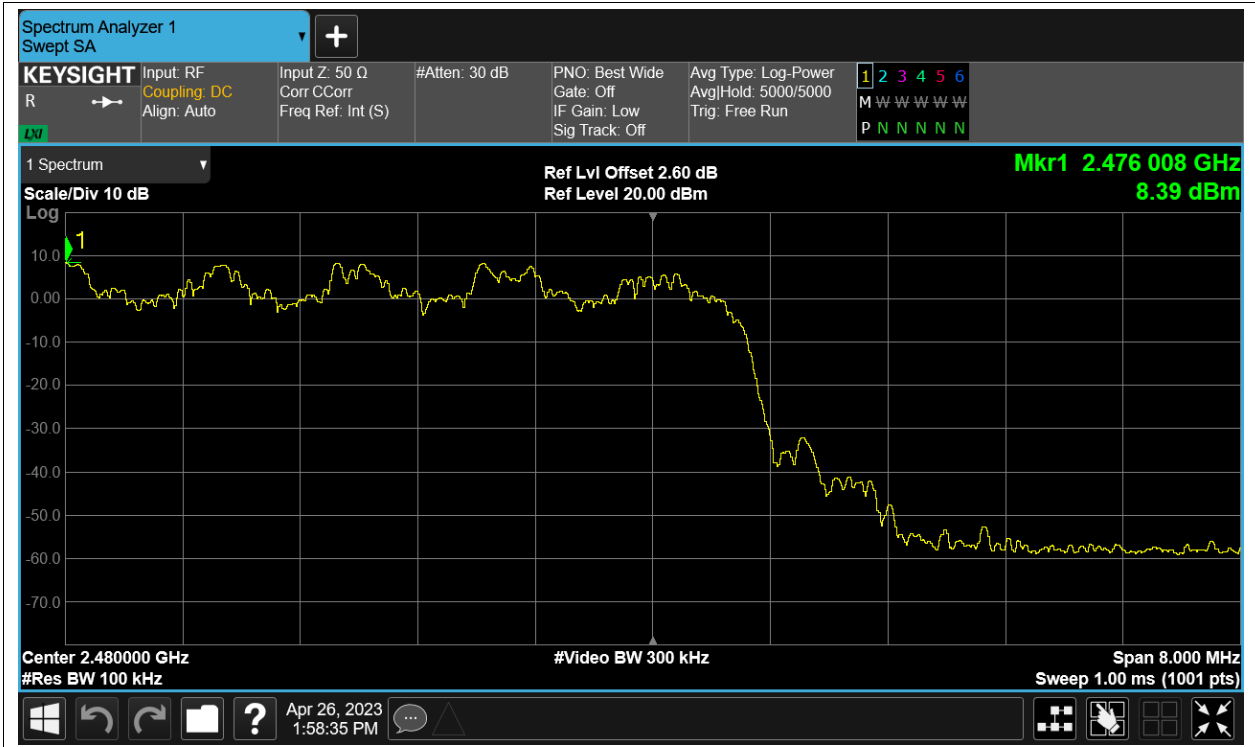 Spectrum Analyzer 1
Swept SA
KEYSIGHT
R
LXI
Input: RF
Coupling: DC
Align: Auto
Input Z: 50 Ω
Corr CCorr
Freq Ref: Int (S)
#Atten: 30 dB
PNO: Best Wide
Gate: Off
IF Gain: Low
Sig Track: Off
Avg Type: Log-Power
Avg|Hold: 5000/5000
Trig: Free Run
1 2 3 4 5 6
M W W W W W W
P N N N N N N
1 Spectrum
Scale/Div 10 dB
Log
Ref Lvl Offset 2.60 dB
Ref Level 20.00 dBm
Mkr1 2.476 008 GHz
8.39 dBm
1
10.0
0.00
-10.0
-20.0
-30.0
-40.0
-50.0
-60.0
-70.0
Center 2.480000 GHz
#Video BW 300 kHz
Span 8.000 MHz
#Res BW 100 kHz
Sweep 1.00 ms (1001 pts)
?
Apr 26, 2023
1:58:35 PM